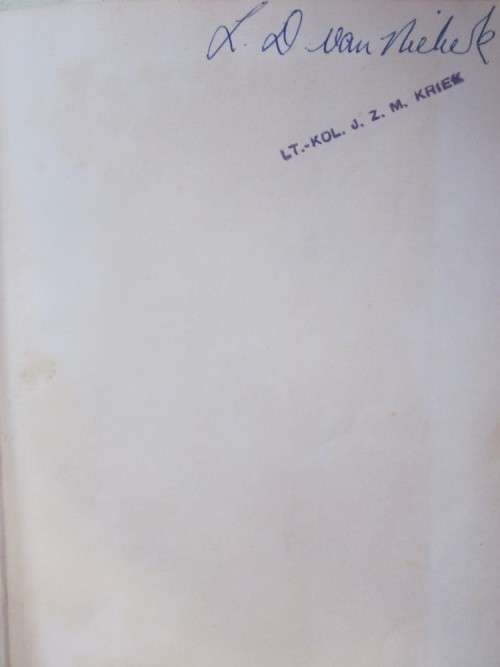 L. D van Niekerk
LT.-KOL. J. Z. M. KRIEK